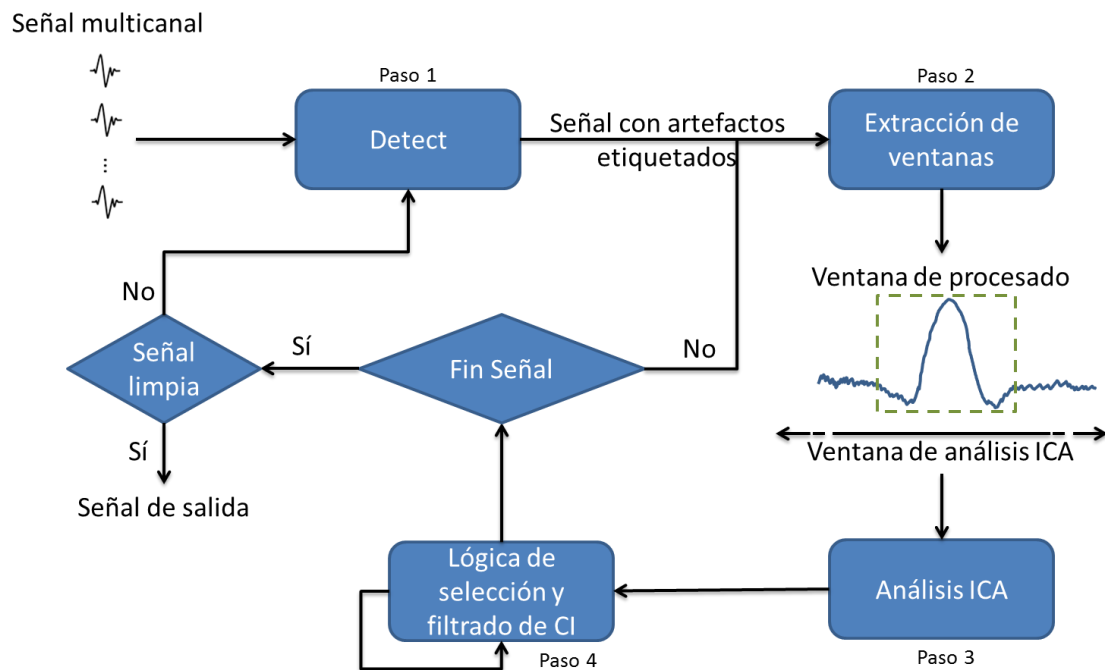 Señal multicanal
Paso 1
Detect
Señal con artefactos
etiquetados
Paso 2
Extracción de
ventanas
Ventana de procesado
Ventana de análisis ICA
No
Señal
limpia
Sí
Fin Señal
No
Sí
Señal de salida
Lógica de
selección y
filtrado de CI
Paso 4
Análisis ICA
Paso 3